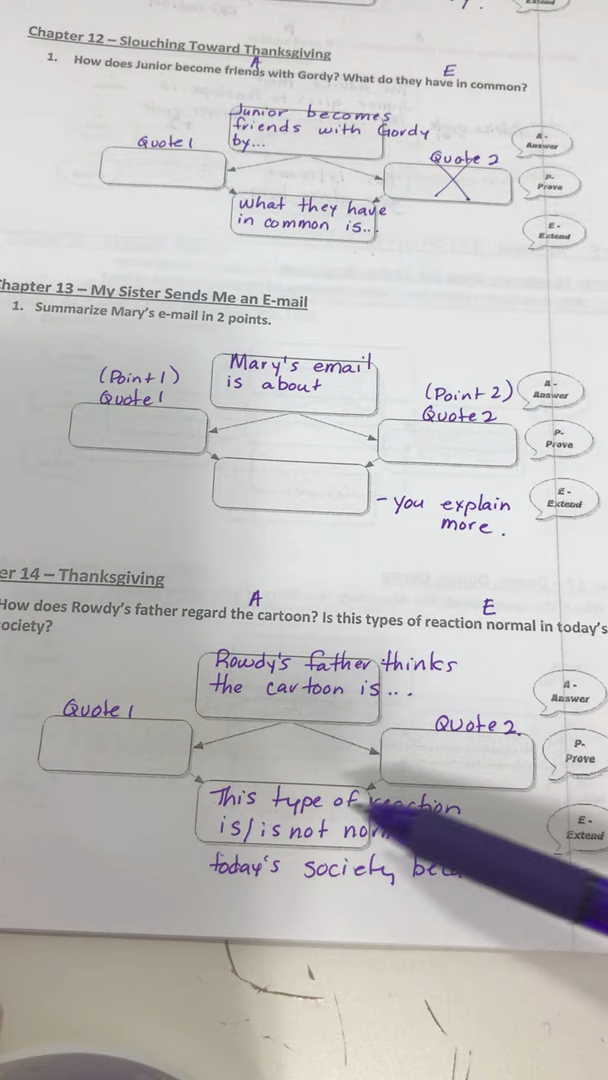 Extend
Chapter 12 – Slouching Toward Thanksgiving
A
E
1. How does Junior become friends with Gordy? What do they have in common?
Junior becomes
friends with Gordy
by...
Quote 1
Quote 2
A-
Answer
P-
Prove
what they have
in common is...
E-
Extend
Chapter 13 – My Sister Sends Me an E-mail
1. Summarize Mary's e-mail in 2 points.
Mary's email
is about
(Point 1)
Quote 1
(Point 2)
Quote 2
A-
Answer
P-
Prove
E-
Extend
-you explain
more.
er 14 – Thanksgiving
A
E
How does Rowdy's father regard the cartoon? Is this types of reaction normal in today's
ociety?
Rowdy's father thinks
the cartoon is...
Quote 1
Quote 2.
A-
Answer
P-
Prove
This type of reaction
is/is not
today's society
E-
Extend